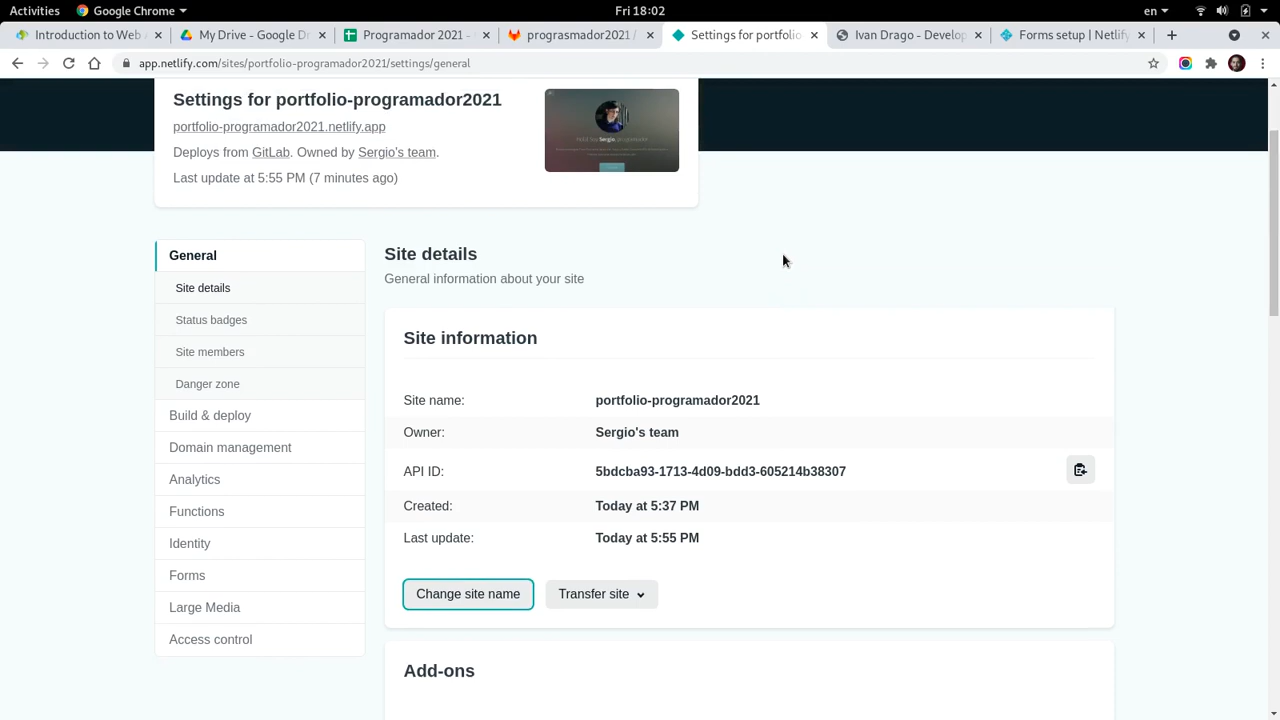 Activities
Google Chrome
Fri 18:02
en
Introduction to Web
My Drive - Google Dr
Programador 2021 -
prograsmador2021 /
Settings for portfolio
Ivan Drago - Develop
Forms setup | Netlify
app.netlify.com/sites/portfolio-programador2021/settings/general
Settings for portfolio-programador2021
portfolio-programador2021.netlify.app
Deploys from GitLab. Owned by Sergio's team.
Last update at 5:55 PM (7 minutes ago)
General
Site details
Status badges
Site members
Danger zone
Build & deploy
Domain management
Analytics
Functions
Identity
Forms
Large Media
Access control
Site details
General information about your site
Site information
Site name: portfolio-programador2021
Owner: Sergio's team
API ID: 5bdcba93-1713-4d09-bdd3-605214b38307
Created: Today at 5:37 PM
Last update: Today at 5:55 PM
Change site name
Transfer site
Add-ons